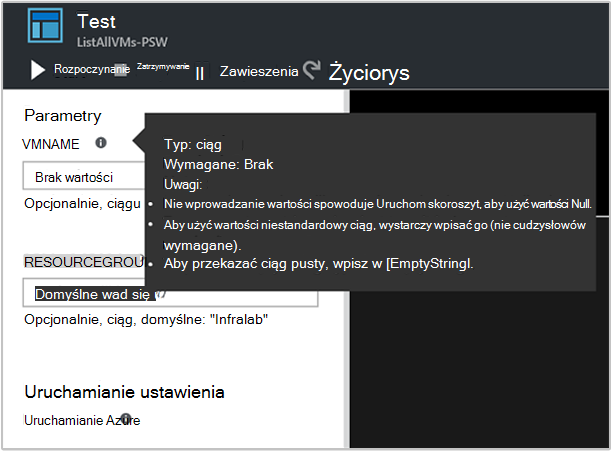 Test
ListAllVMs-PSW
Rozpoczynanie Zatrzymywanie Zawieszenia Życiorys
Parametry
VMNAME
Brak wartości
Opcjonalnie, ciągu
Typ: ciąg
Wymagane: Brak
Uwagi:
• Nie wprowadzanie wartości spowoduje Uruchom skoroszyt, aby użyć wartości Null.
• Aby użyć wartości niestandardowy ciąg, wystarczy wpisać go (nie cudzysłowów
wymagane).
• Aby przekazać ciąg pusty, wpisz w [EmptyStringl.
RESOURCEGROU
Domyślne wad się
Opcjonalnie, ciąg, domyślne: "Infralab"
Uruchamianie ustawienia
Uruchamianie Azure